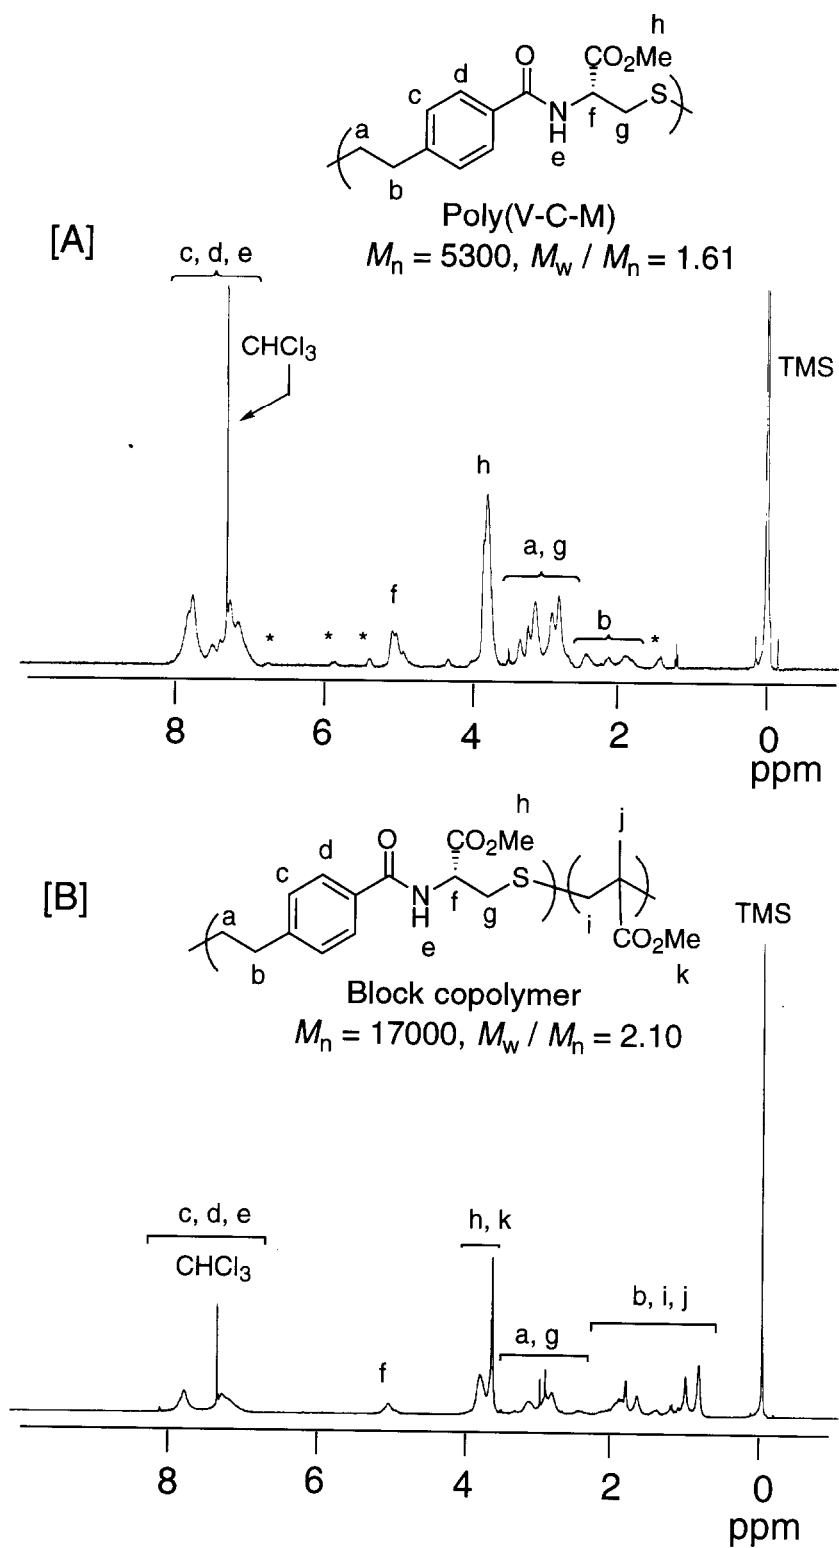 h
O
CO2Me
d
c
S
N
H
f
g
e
a
b
Poly(V-C-M)
[A]
Mn = 5300, Mw / Mn = 1.61
c, d, e
CHCl3
TMS
h
a, g
f
b
* * * *
8 6 4 2 0
ppm
h
j
O
CO2Me
d
c
S
[B]
N
H
f
g
i
a
e
CO2Me
b
k
TMS
Block copolymer
Mn = 17000, Mw / Mn = 2.10
c, d, e
h, k
CHCl3
b, i, j
a, g
f
8 6 4 2 0
ppm